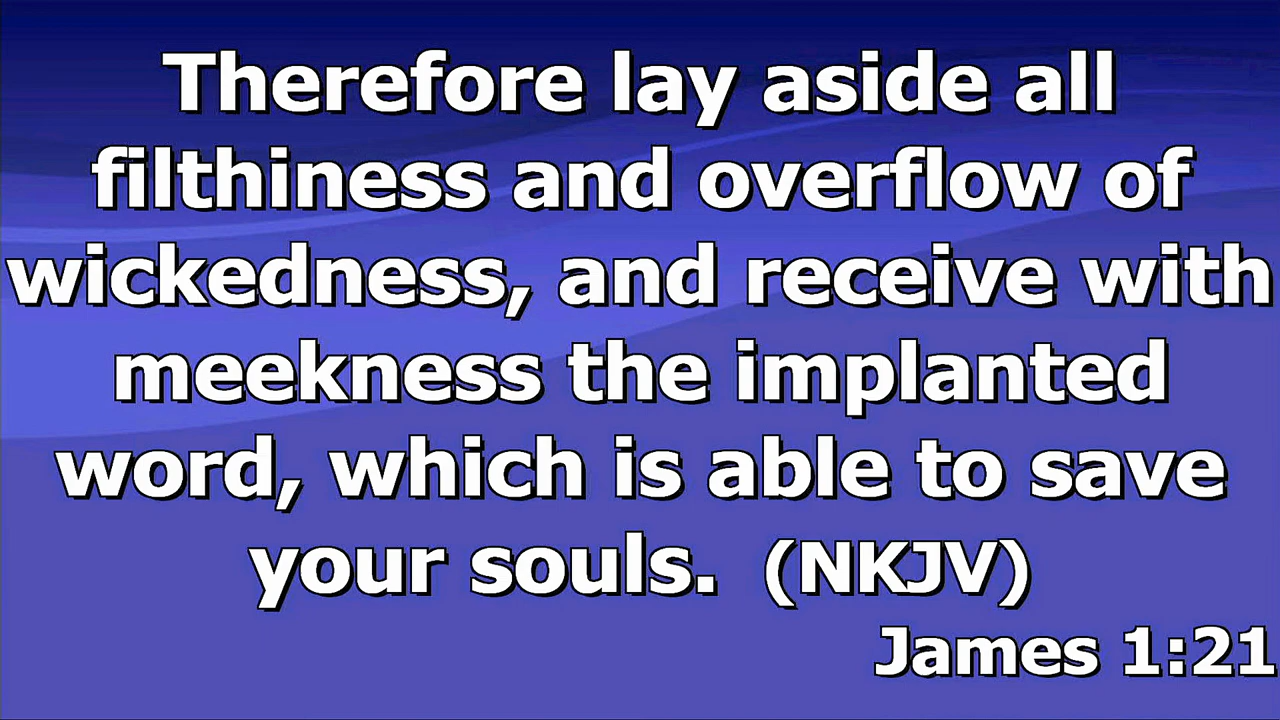 Therefore lay aside all
filthiness and overflow of
wickedness, and receive with
meekness the implanted
word, which is able to save
your souls. (NKJV)
James 1:21